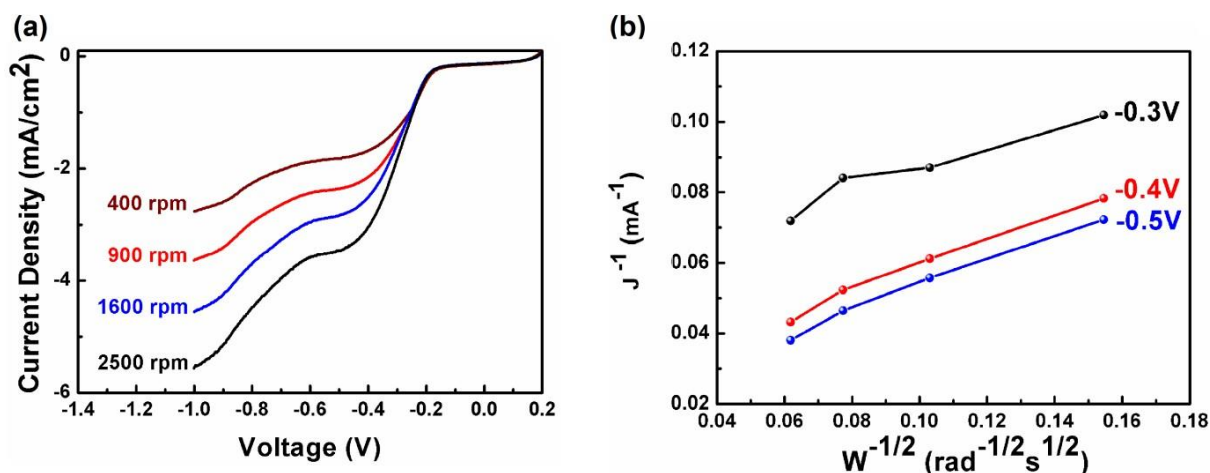 (a)
Current Density (mA/cm²)
0
-2
-4
-6
400 rpm
900 rpm
1600 rpm
2500 rpm
-1.4 -1.2 -1.0 -0.8 -0.6 -0.4 -0.2 0.0 0.2
Voltage (V)
(b)
J⁻¹ (mA⁻¹)
0.12
0.10
0.08
0.06
0.04
0.02
-0.3V
-0.4V
-0.5V
0.04 0.06 0.08 0.10 0.12 0.14 0.16 0.18
W⁻¹/² (rad⁻¹/²s¹/²)